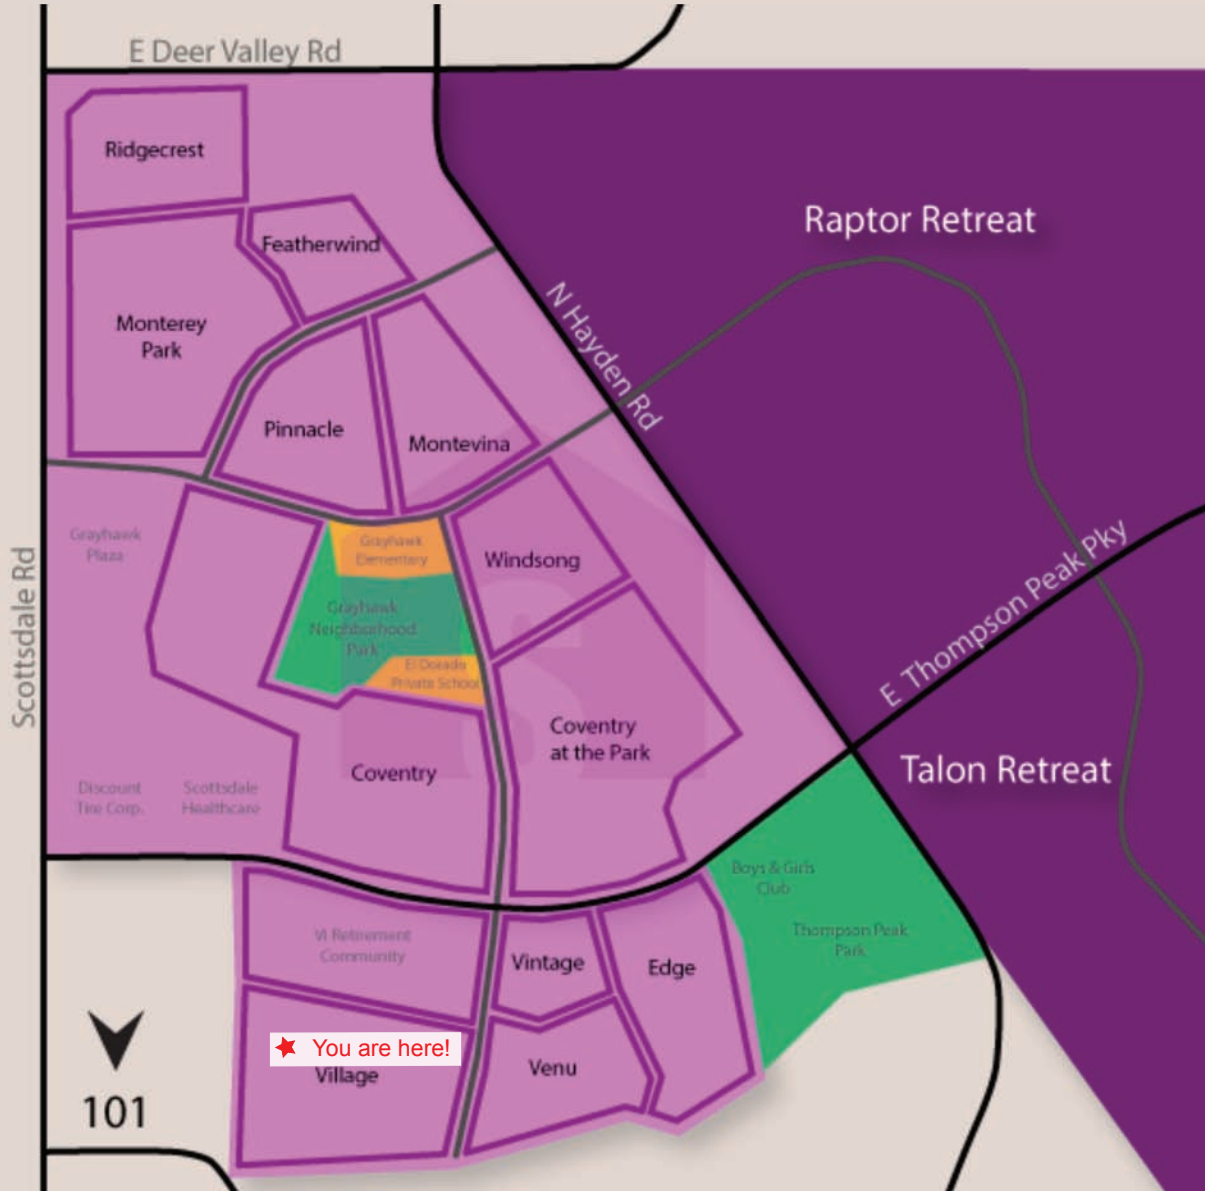 E Deer Valley Rd
Ridgecrest
Raptor Retreat
Featherwind
Monterey
Park
N Hayden Rd
Pinnacle
Montevina
Grayhawk
Plaza
Grayhawk
Elementary
Windsong
Scottsdale Rd
E Thompson Peak Pky
Grayhawk
Neighborhood
Park
El Dorado
Private School
Coventry
at the Park
Coventry
Talon Retreat
Discount
Tire Corp.
Scottsdale
Healthcare
Boys & Girls
Club
Thompson Peak
Park
Vi Retirement
Community
Vintage
Edge
You are here!
Village
Venu
101